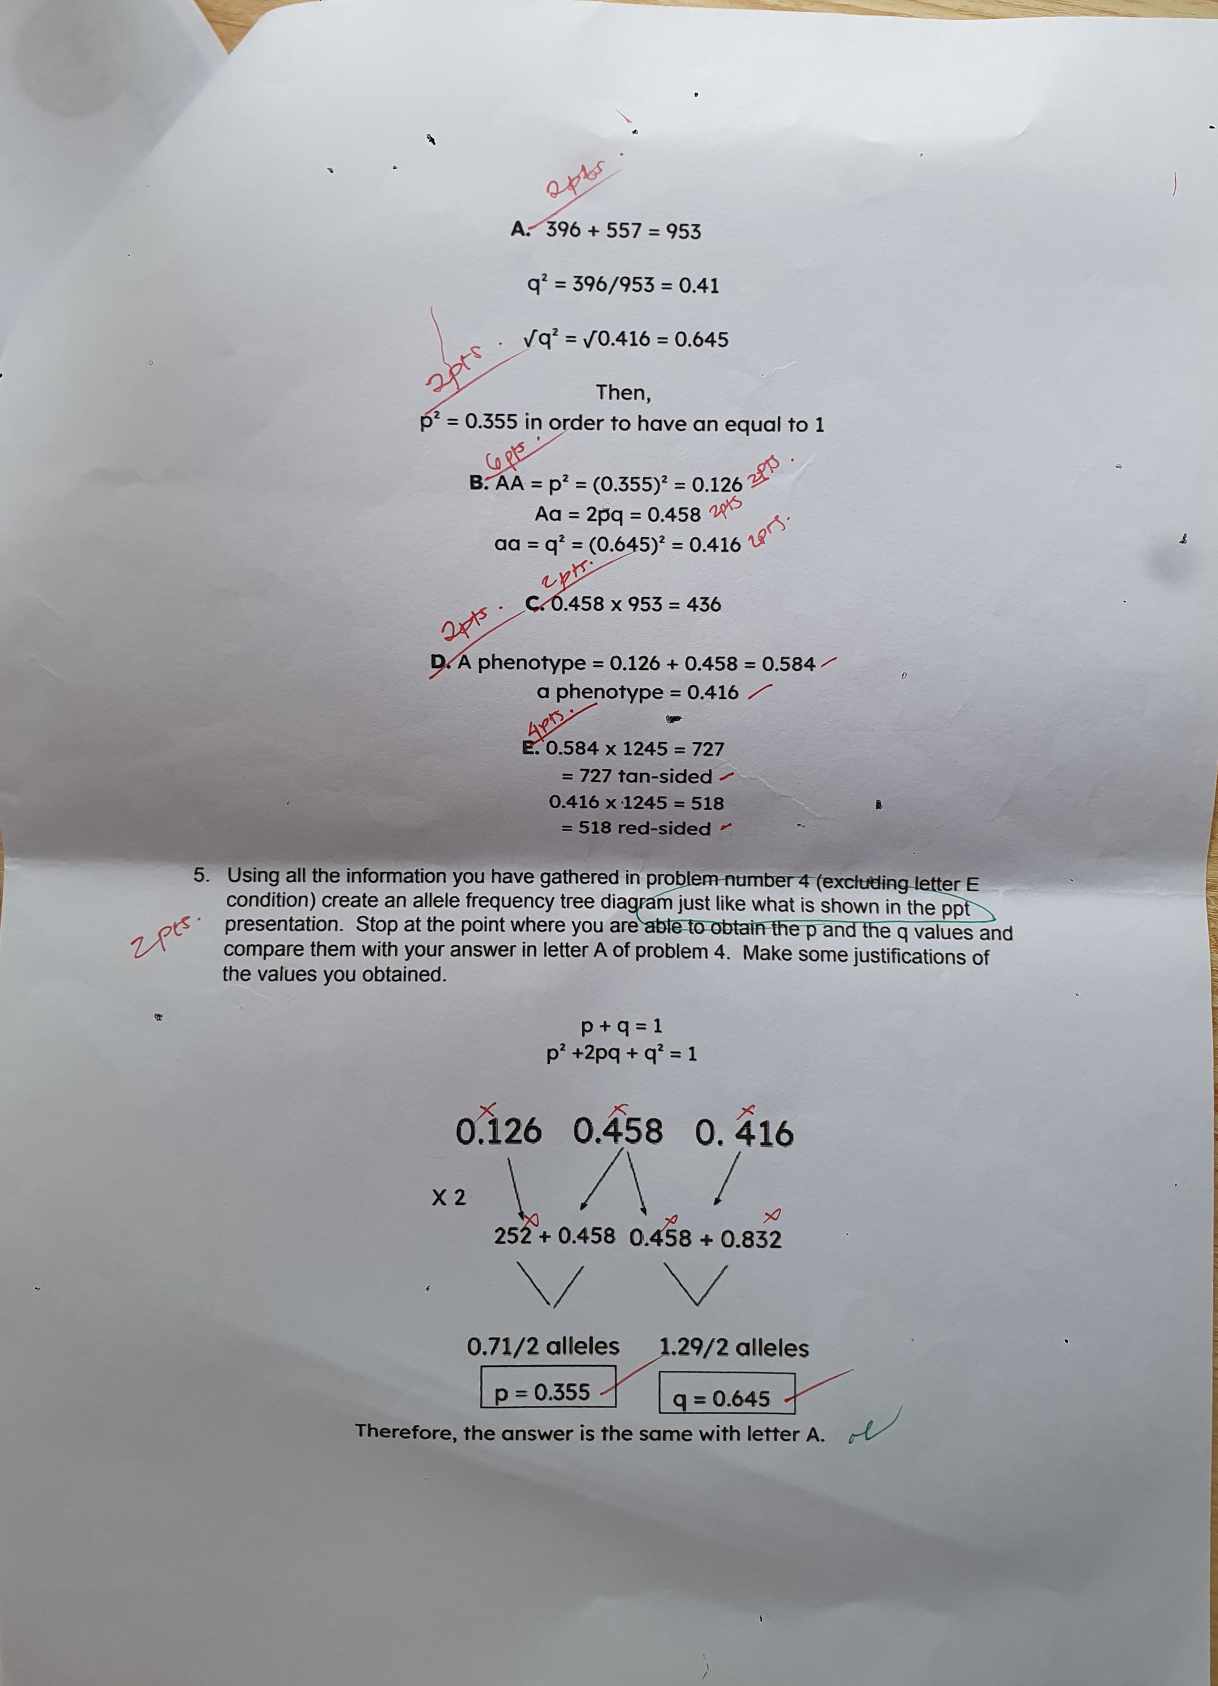 2pts.
A. 396 + 557 = 953
q² = 396/953 = 0.41
√q² = √0.416 = 0.645
2pts.
Then,
p² = 0.355 in order to have an equal to 1
6pts.
B. AA = p² = (0.355)² = 0.126 2pts.
Aa = 2pq = 0.458 2pts
aa = q² = (0.645)² = 0.416 2pts.
2pts.
C. 0.458 x 953 = 436
2pts.
D. A phenotype = 0.126 + 0.458 = 0.584
a phenotype = 0.416
4pts.
E. 0.584 x 1245 = 727
= 727 tan-sided
0.416 x 1245 = 518
= 518 red-sided
5. Using all the information you have gathered in problem number 4 (excluding letter E
condition) create an allele frequency tree diagram just like what is shown in the ppt
2pts. presentation. Stop at the point where you are able to obtain the p and the q values and
compare them with your answer in letter A of problem 4. Make some justifications of
the values you obtained.
p + q = 1
p² +2pq + q² = 1
0.126 0.458 0. 416
X 2
252 + 0.458 0.458 + 0.832
0.71/2 alleles 1.29/2 alleles
p = 0.355 q = 0.645
Therefore, the answer is the same with letter A.